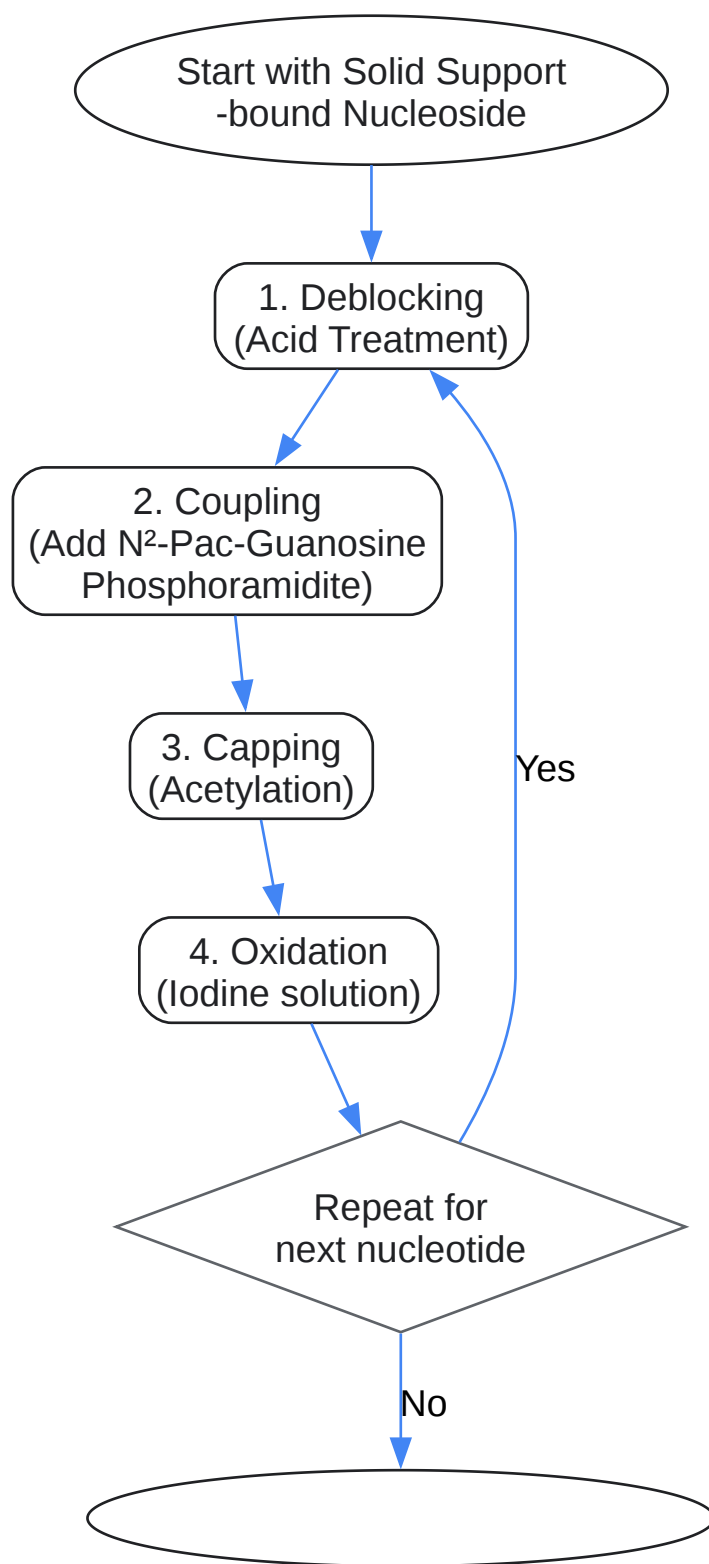 Start with Solid Support
-bound Nucleoside
1. Deblocking
(Acid Treatment)
2. Coupling
(Add N²-Pac-Guanosine
Phosphoramidite)
3. Capping
(Acetylation)
Yes
4. Oxidation
(Iodine solution)
Repeat for
next nucleotide
No